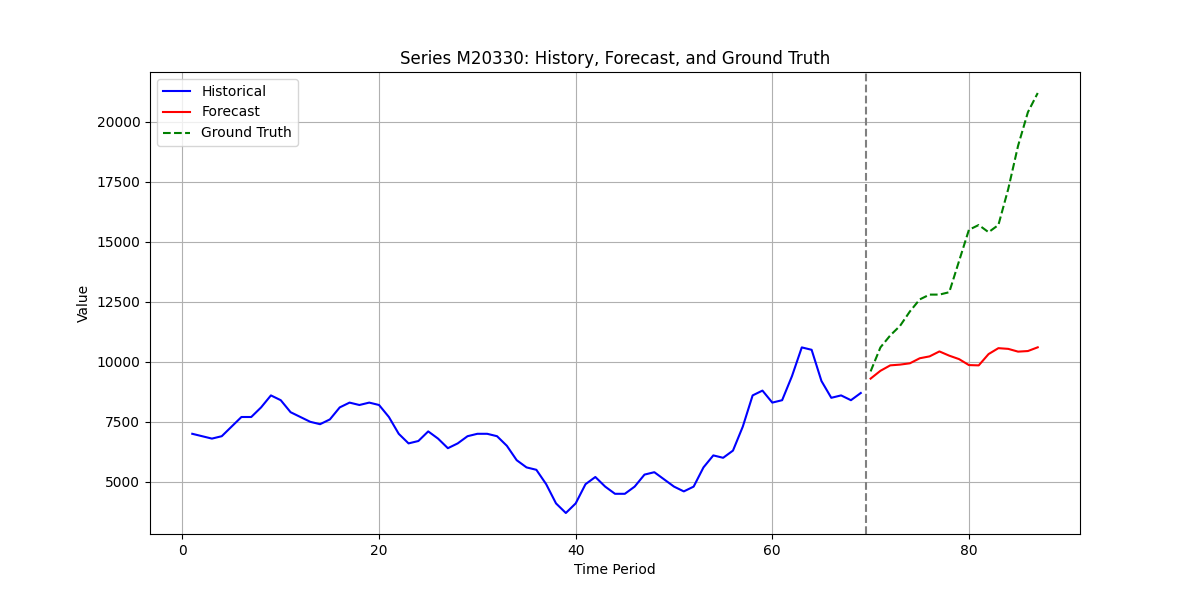 Series M20330: History, Forecast, and Ground Truth
Historical
Forecast
Ground Truth
20000
17500
15000
12500
10000
7500
5000
Value
0 20 40 60 80
Time Period